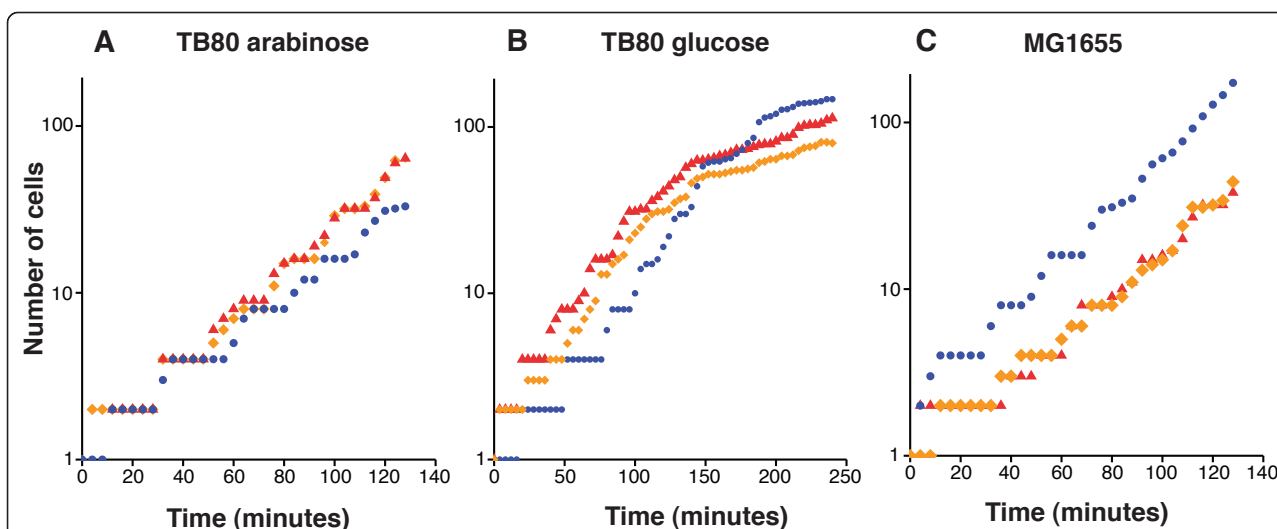 A TB80 arabinose
B TB80 glucose
C MG1655
Number of cells
100
10
1
0 20 40 60 80 100 120 140
Time (minutes)
100
10
1
0 50 100 150 200 250
Time (minutes)
100
10
1
0 20 40 60 80 100 120 140
Time (minutes)